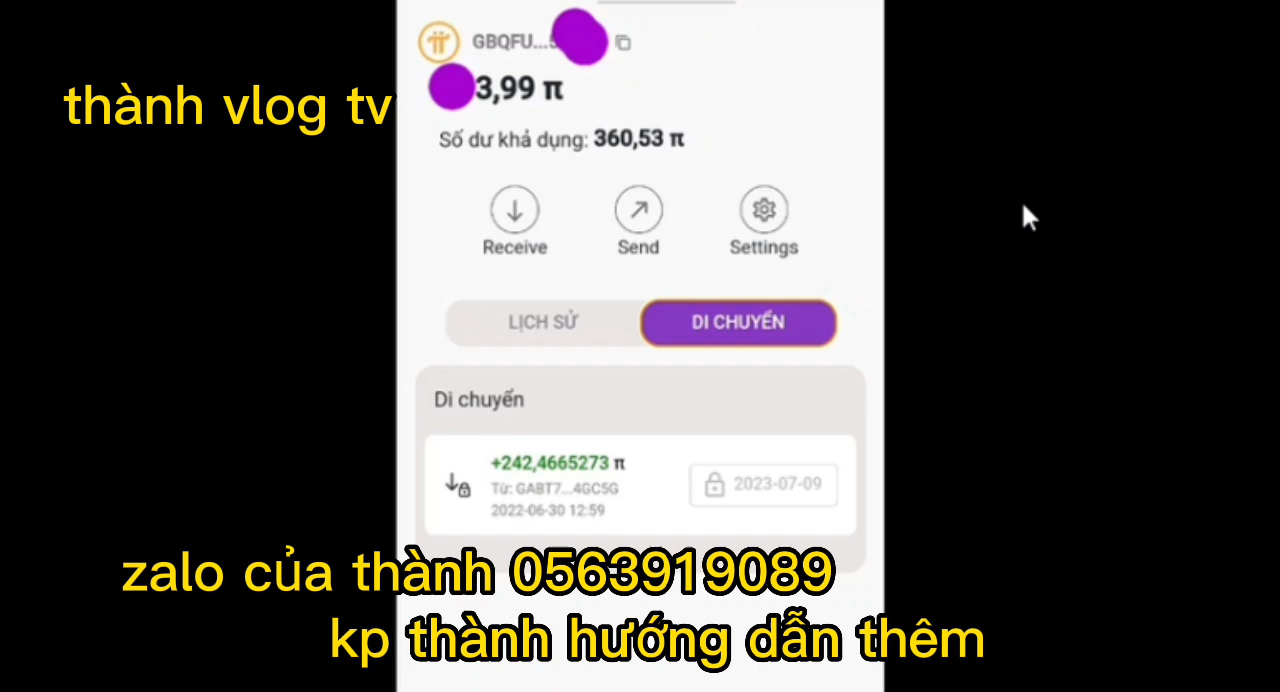 GBQFU...5
thành vlog tv
3,99 π
Số dư khả dụng: 360,53 π
Receive
Send
Settings
LỊCH SỬ
DI CHUYỂN
Di chuyển
+242,4665273 π
Từ: GABT7...4GC5G
2022-06-30 12:59
2023-07-09
zalo của thành 0563919089
kp thành hướng dẫn thêm